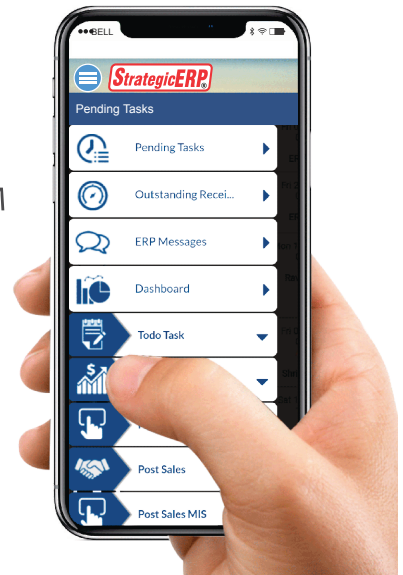 BELL
StrategicERP®
Pending Tasks
Pending Tasks
Outstanding Recei...
ERP Messages
Dashboard
Todo Task
Post Sales
Post Sales MIS